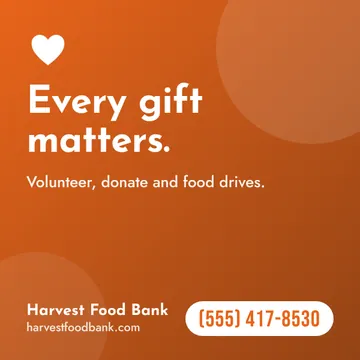 Every gift
matters.
Volunteer, donate and food drives.
Harvest Food Bank
harvestfoodbank.com
(555) 417-8530